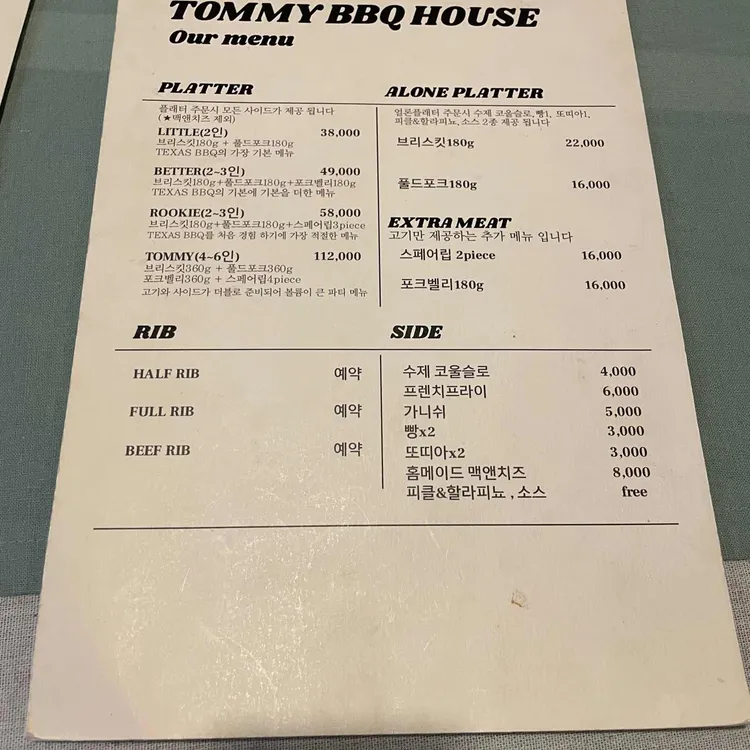 TOMMY BBQ HOUSE
Our menu
PLATTER
플래터 주문시 모든 사이드가 제공 됩니다
(★맥앤치즈 제외)
LITTLE(2인) 38,000
브리스킷180g + 풀드포크180g
TEXAS BBQ의 가장 기본 메뉴
BETTER(2~3인) 49,000
브리스킷180g+풀드포크180g+포크벨리180g
TEXAS BBQ의 기본에 기본을 더한 메뉴
ROOKIE(2~3인) 58,000
브리스킷180g+풀드포크180g+스페어립3piece
TEXAS BBQ를 처음 경험 하기에 가장 적절한 메뉴
TOMMY(4~6인) 112,000
브리스킷360g + 풀드포크360g
포크벨리360g + 스페어립4piece
고기와 사이드가 더블로 준비되어 볼륨이 큰 파티 메뉴
ALONE PLATTER
얼론플래터 주문시 수제 코울슬로,빵1, 또띠아1,
피클&할라피뇨,소스 2종 제공 됩니다
브리스킷180g 22,000
풀드포크180g 16,000
EXTRA MEAT
고기만 제공하는 추가 메뉴 입니다
스페어립 2piece 16,000
포크벨리180g 16,000
RIB
HALF RIB 예약
FULL RIB 예약
BEEF RIB 예약
SIDE
수제 코울슬로 4,000
프렌치프라이 6,000
가니쉬 5,000
빵x2 3,000
또띠아x2 3,000
홈메이드 맥앤치즈 8,000
피클&할라피뇨 , 소스 free